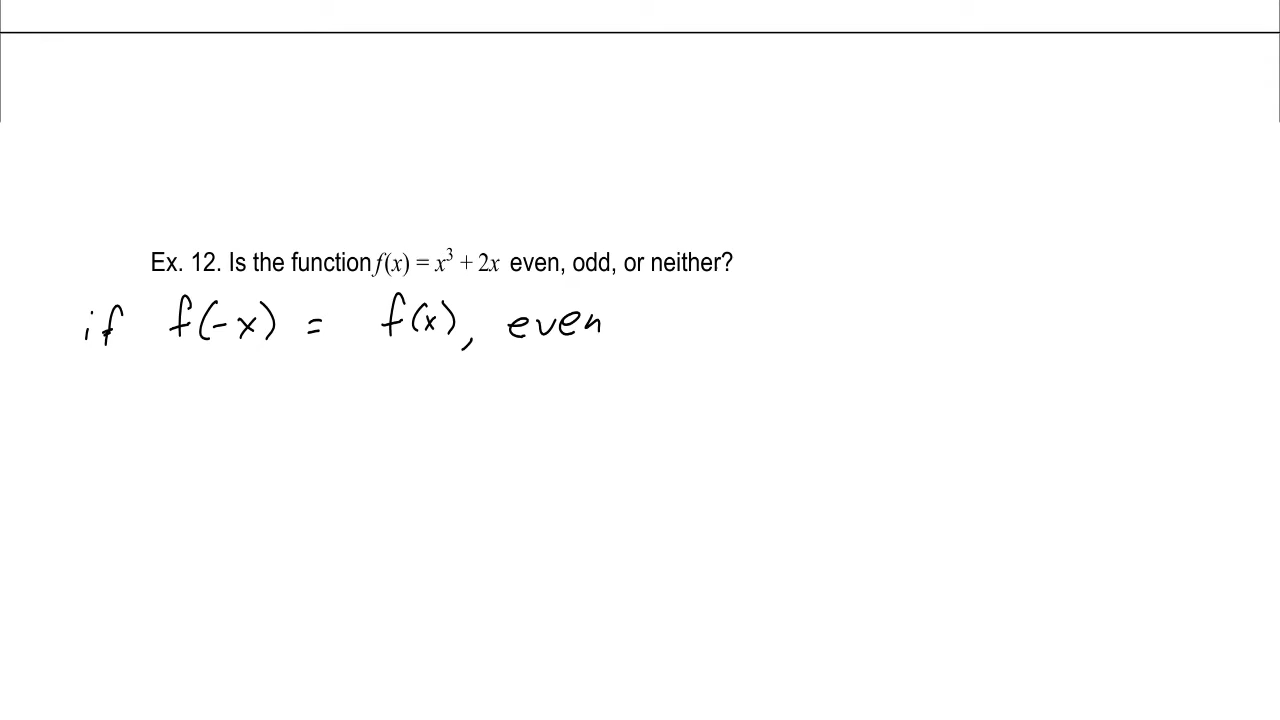 Ex. 12. Is the function f(x) = x³ + 2x even, odd, or neither?
if f(-x) = f(x), even